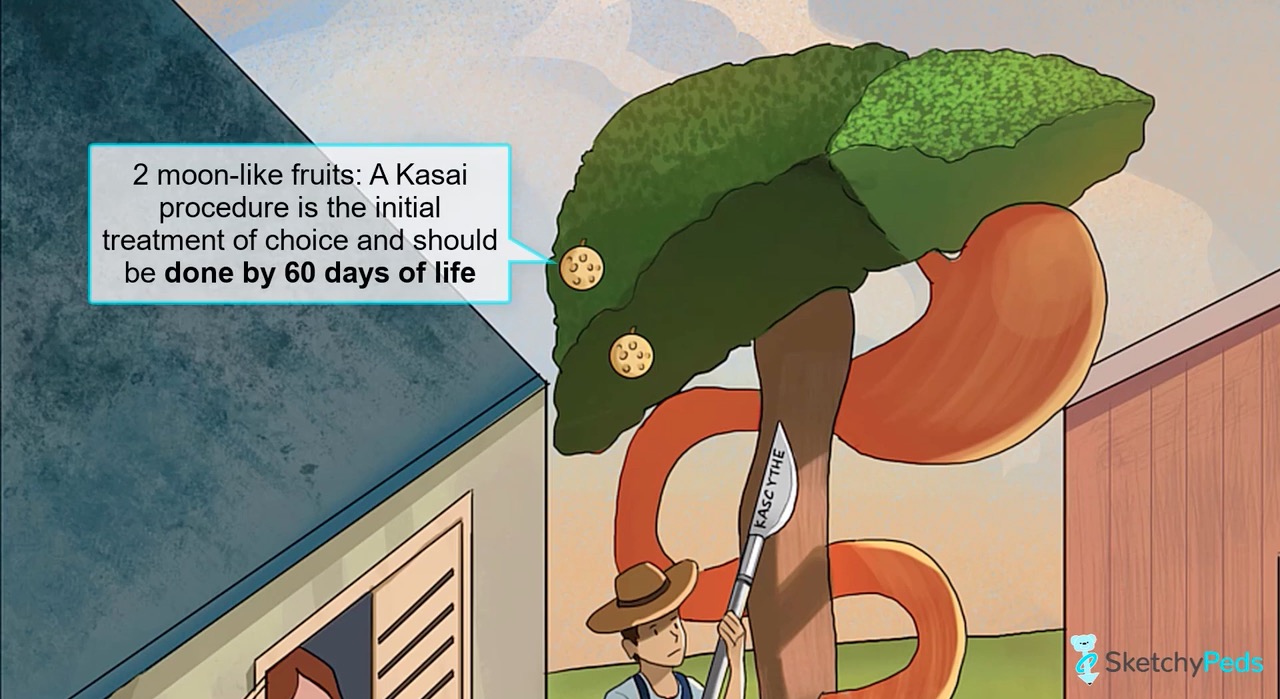 2 moon-like fruits: A Kasai
procedure is the initial
treatment of choice and should
be done by 60 days of life
KASCYTHE
SketchyPeds